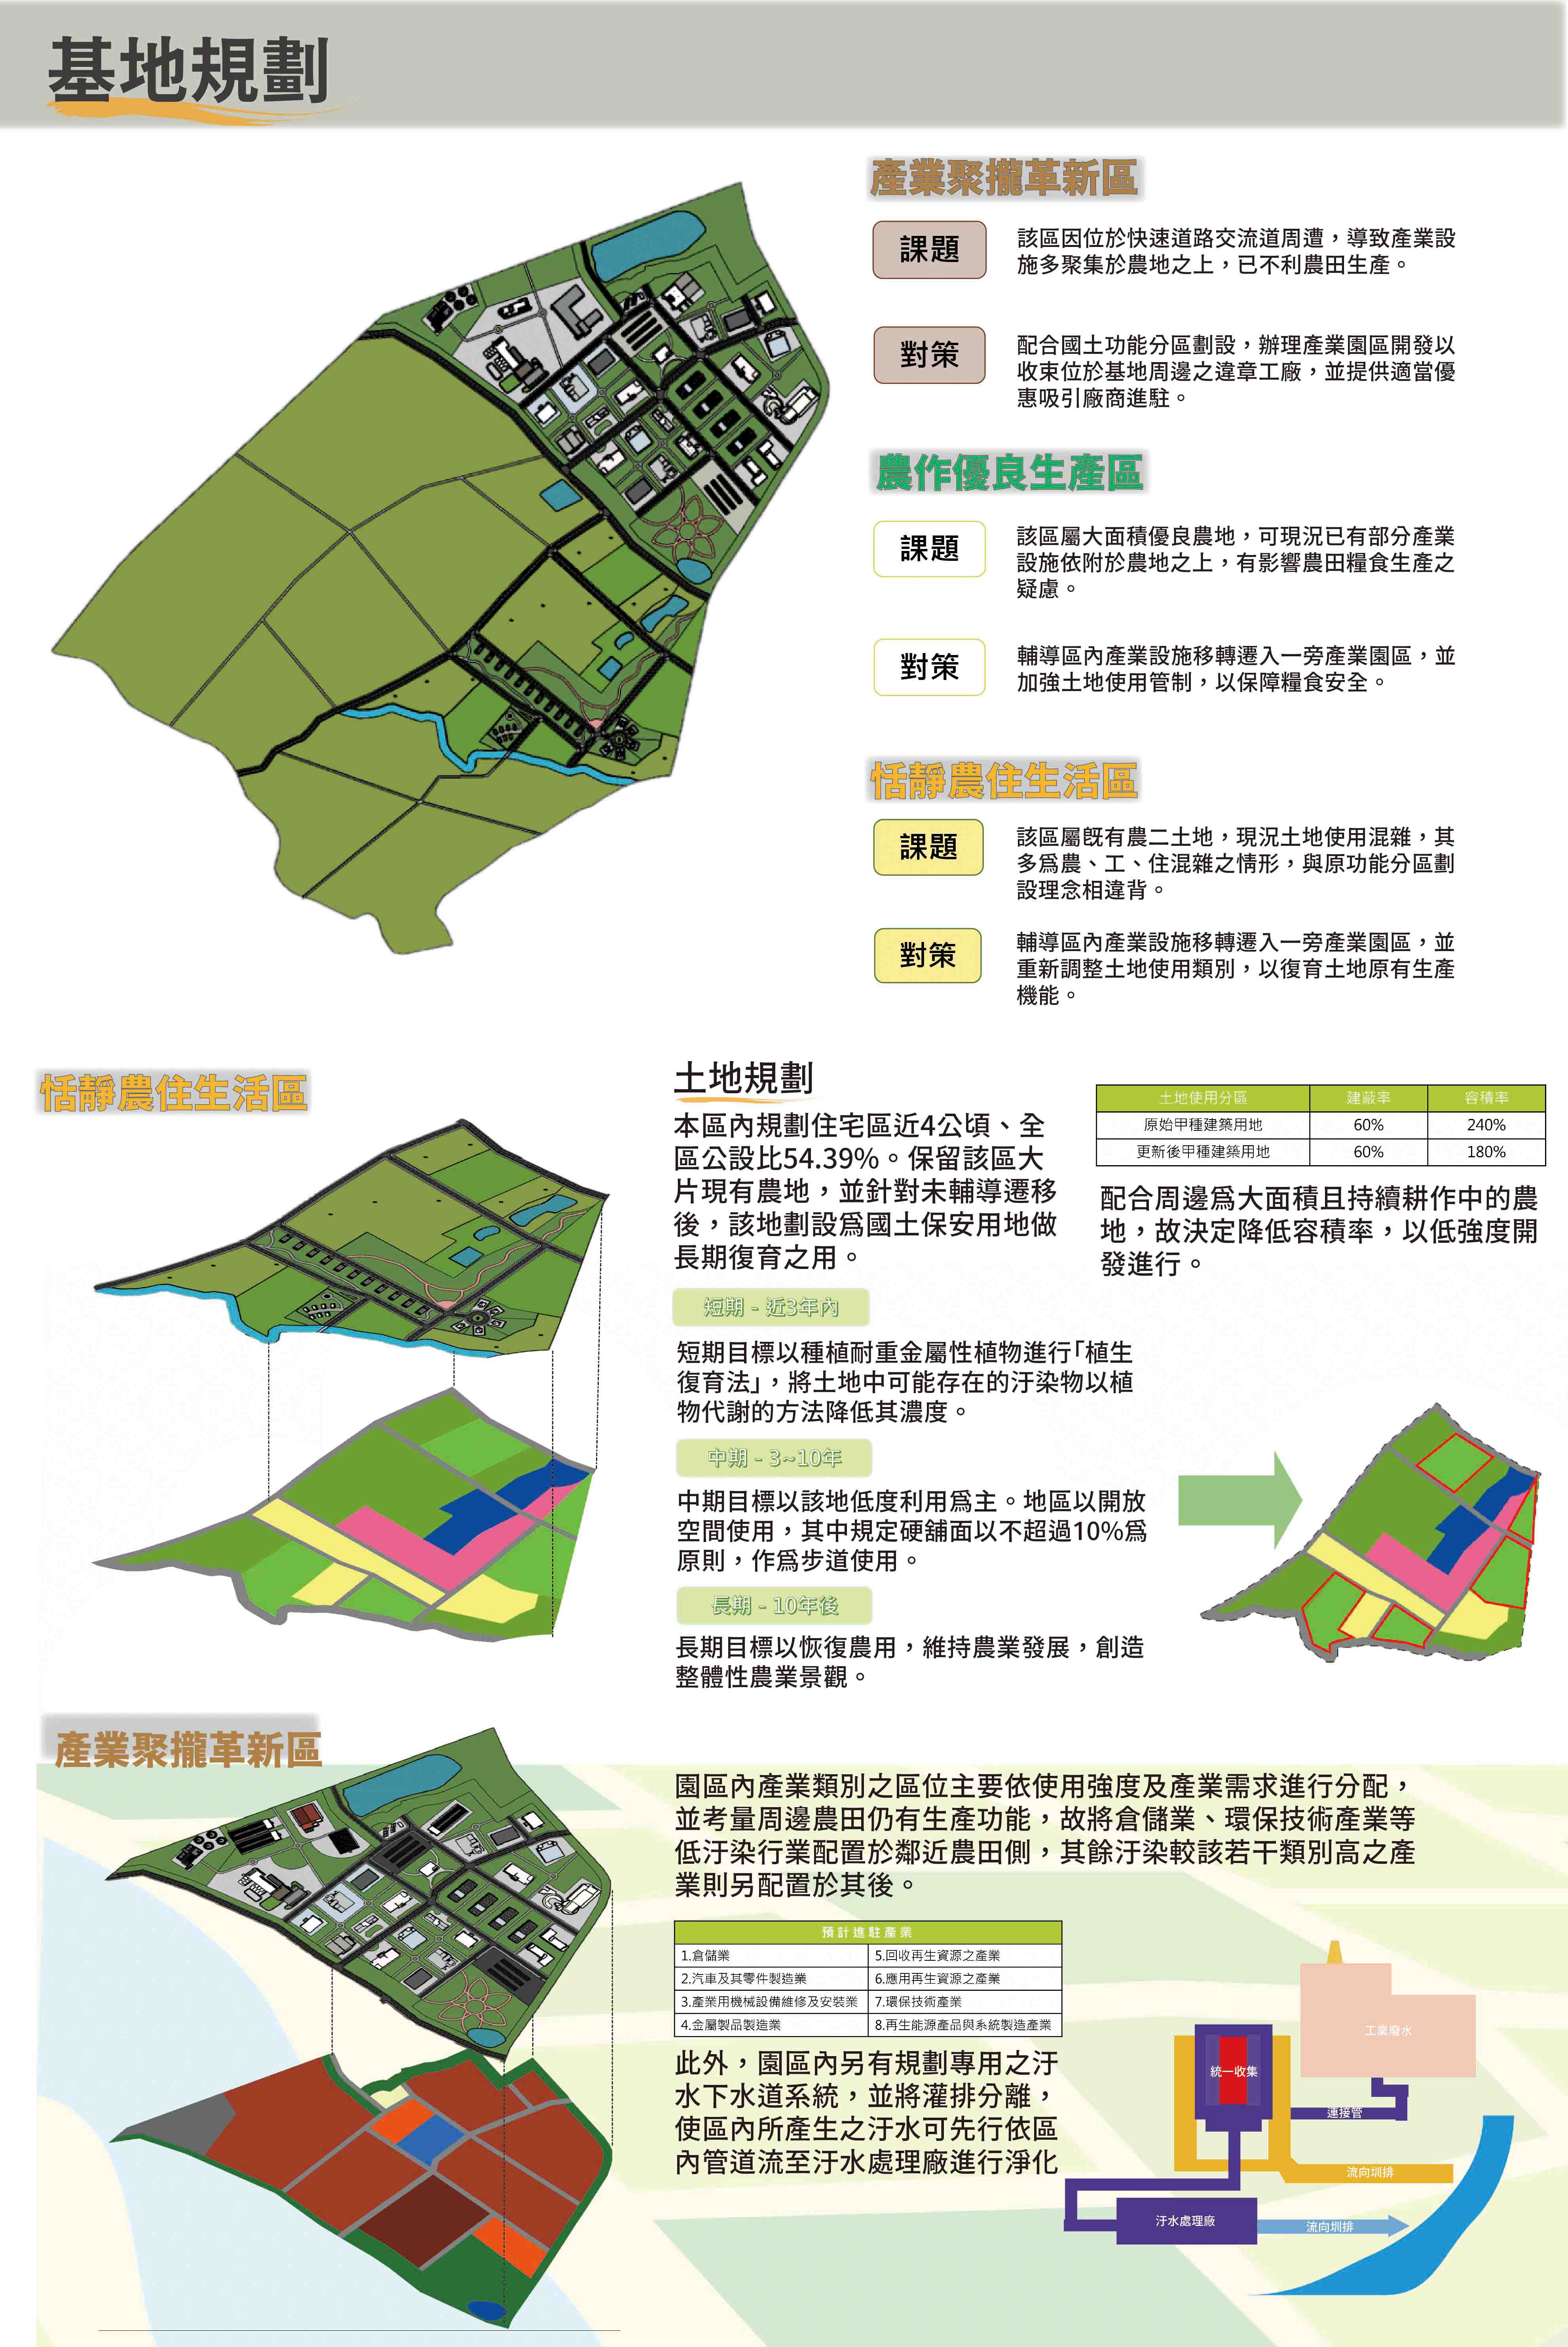 基地規劃
產業聚攏革新區
課題
該區因位於快速道路交流道周遭，導致產業設
施多聚集於農地之上，已不利農田生產。
對策
配合國土功能分區劃設，辦理產業園區開發以
收束位於基地周邊之違章工廠，並提供適當優
惠吸引廠商進駐。
農作優良生產區
課題
該區屬大面積優良農地，可現況已有部分產業
設施依附於農地之上，有影響農田糧食生產之
疑慮。
對策
輔導區內產業設施移轉遷入一旁產業園區，並
加強土地使用管制，以保障糧食安全。
恬靜農住生活區
課題
該區屬既有農二土地，現況土地使用混雜，其
多為農、工、住混雜之情形，與原功能分區劃
設理念相違背。
對策
輔導區內產業設施移轉遷入一旁產業園區，並
重新調整土地使用類別，以復育土地原有生產
機能。
恬靜農住生活區
土地規劃
本區內規劃住宅區近4公頃、全
區公設比54.39%。保留該區大
片現有農地，並針對未輔導遷移
後，該地劃設為國土保安用地做
長期復育之用。
土地使用分區 建蔽率 容積率
原始甲種建築用地 60% 240%
更新後甲種建築用地 60% 180%
配合周邊為大面積且持續耕作中的農
地，故決定降低容積率，以低強度開
發進行。
短期 - 近3年內
短期目標以種植耐重金屬性植物進行「植生
復育法」，將土地中可能存在的汙染物以植
物代謝的方法降低其濃度。
中期 - 3~10年
中期目標以該地低度利用為主。地區以開放
空間使用，其中規定硬舖面以不超過10%為
原則，作為步道使用。
長期 - 10年後
長期目標以恢復農用，維持農業發展，創造
整體性農業景觀。
產業聚攏革新區
園區內產業類別之區位主要依使用強度及產業需求進行分配，
並考量周邊農田仍有生產功能，故將倉儲業、環保技術產業等
低汙染行業配置於鄰近農田側，其餘汙染較該若干類別高之產
業則另配置於其後。
預計進駐產業
1.倉儲業 5.回收再生資源之產業
2.汽車及其零件製造業 6.應用再生資源之產業
3.產業用機械設備維修及安裝業 7.環保技術產業
4.金屬製品製造業 8.再生能源產品與系統製造產業
此外，園區內另有規劃專用之汙
水下水道系統，並將灌排分離，
使區內所產生之汙水可先行依區
內管道流至汙水處理廠進行淨化
工業廢水
統一收集
連接管
流向圳排
汙水處理廠
流向圳排